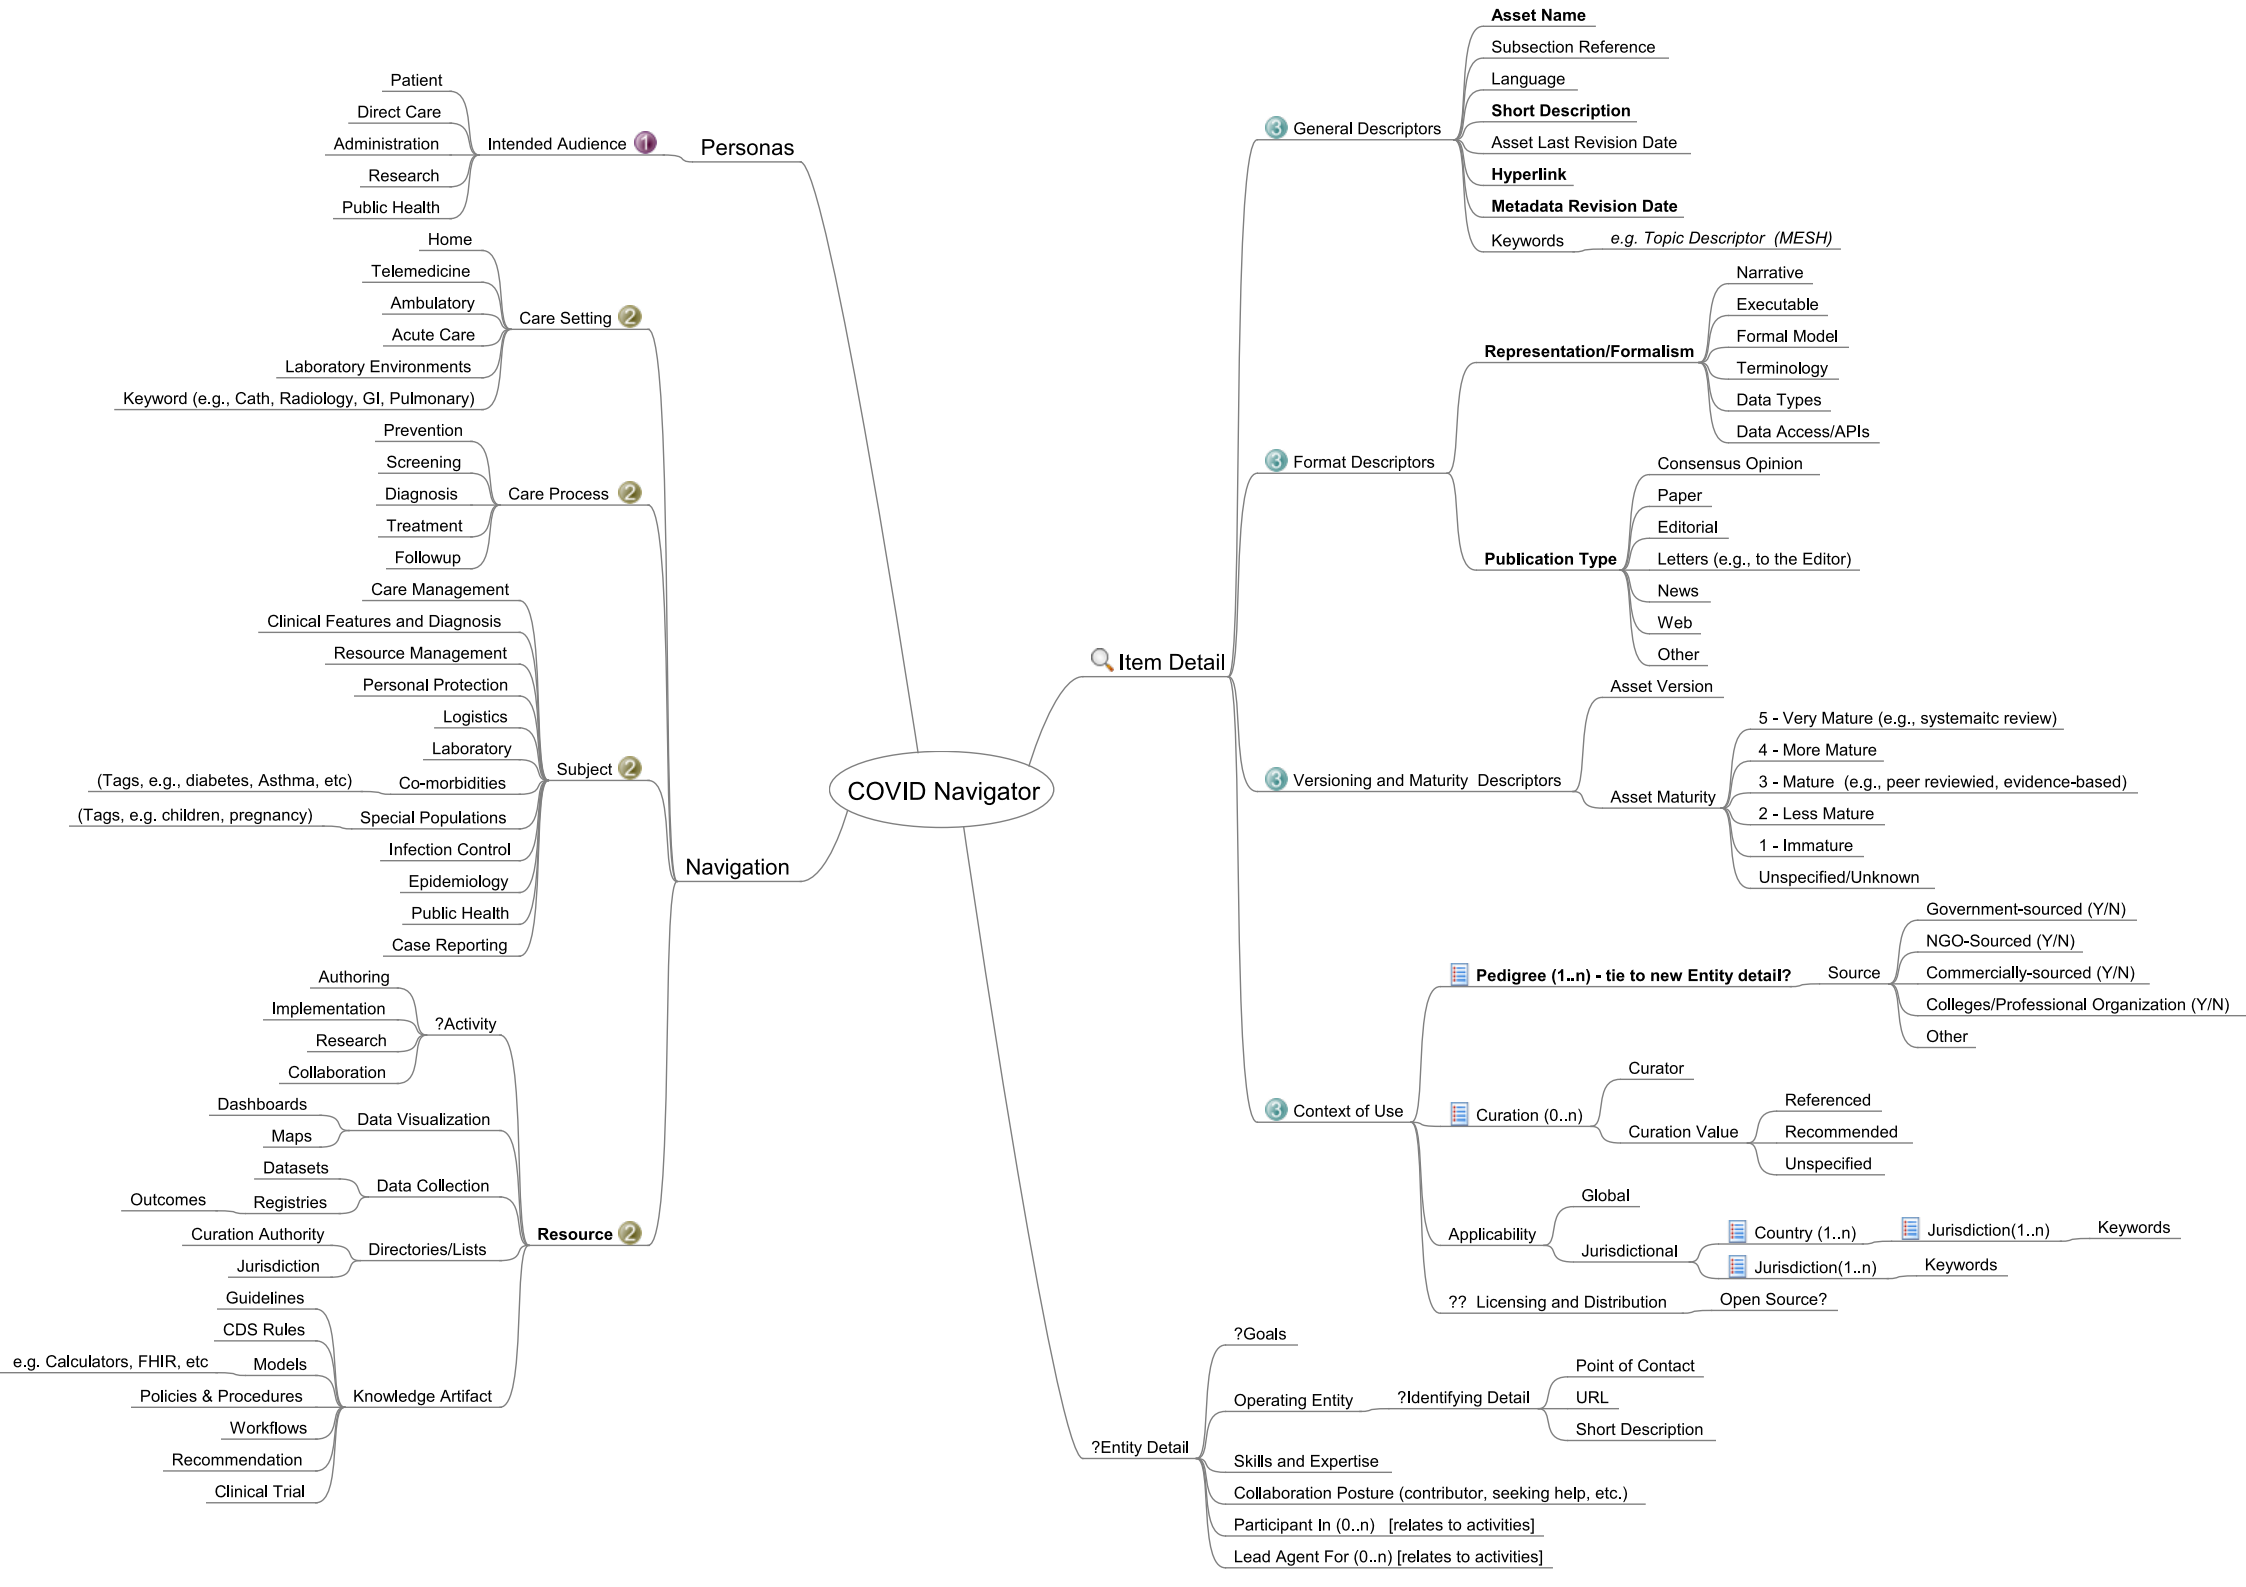 COVID Navigator
Personas
Intended Audience 1
Patient
Direct Care
Administration
Research
Public Health
Navigation
Care Setting 2
Home
Telemedicine
Ambulatory
Acute Care
Laboratory Environments
Keyword (e.g., Cath, Radiology, GI, Pulmonary)
Care Process 2
Prevention
Screening
Diagnosis
Treatment
Followup
Subject 2
Care Management
Clinical Features and Diagnosis
Resource Management
Personal Protection
Logistics
Laboratory
Co-morbidities
(Tags, e.g., diabetes, Asthma, etc)
Special Populations
(Tags, e.g. children, pregnancy)
Infection Control
Epidemiology
Public Health
Case Reporting
Resource 2
?Activity
Authoring
Implementation
Research
Collaboration
Data Visualization
Dashboards
Maps
Data Collection
Datasets
Registries
Outcomes
Directories/Lists
Curation Authority
Jurisdiction
Knowledge Artifact
Guidelines
CDS Rules
Models
e.g. Calculators, FHIR, etc
Policies & Procedures
Workflows
Recommendation
Clinical Trial
Item Detail
3 General Descriptors
Asset Name
Subsection Reference
Language
Short Description
Asset Last Revision Date
Hyperlink
Metadata Revision Date
Keywords
e.g. Topic Descriptor (MESH)
3 Format Descriptors
Representation/Formalism
Narrative
Executable
Formal Model
Terminology
Data Types
Data Access/APIs
Publication Type
Consensus Opinion
Paper
Editorial
Letters (e.g., to the Editor)
News
Web
Other
3 Versioning and Maturity Descriptors
Asset Version
Asset Maturity
5 - Very Mature (e.g., systemaitc review)
4 - More Mature
3 - Mature (e.g., peer reviewied, evidence-based)
2 - Less Mature
1 - Immature
Unspecified/Unknown
3 Context of Use
Pedigree (1..n) - tie to new Entity detail?
Source
Government-sourced (Y/N)
NGO-Sourced (Y/N)
Commercially-sourced (Y/N)
Colleges/Professional Organization (Y/N)
Other
Curation (0..n)
Curator
Curation Value
Referenced
Recommended
Unspecified
Applicability
Global
Jurisdictional
Country (1..n)
Jurisdiction(1..n)
Keywords
Jurisdiction(1..n)
Keywords
?? Licensing and Distribution
Open Source?
?Entity Detail
?Goals
Operating Entity
?Identifying Detail
Point of Contact
URL
Short Description
Skills and Expertise
Collaboration Posture (contributor, seeking help, etc.)
Participant In (0..n) [relates to activities]
Lead Agent For (0..n) [relates to activities]